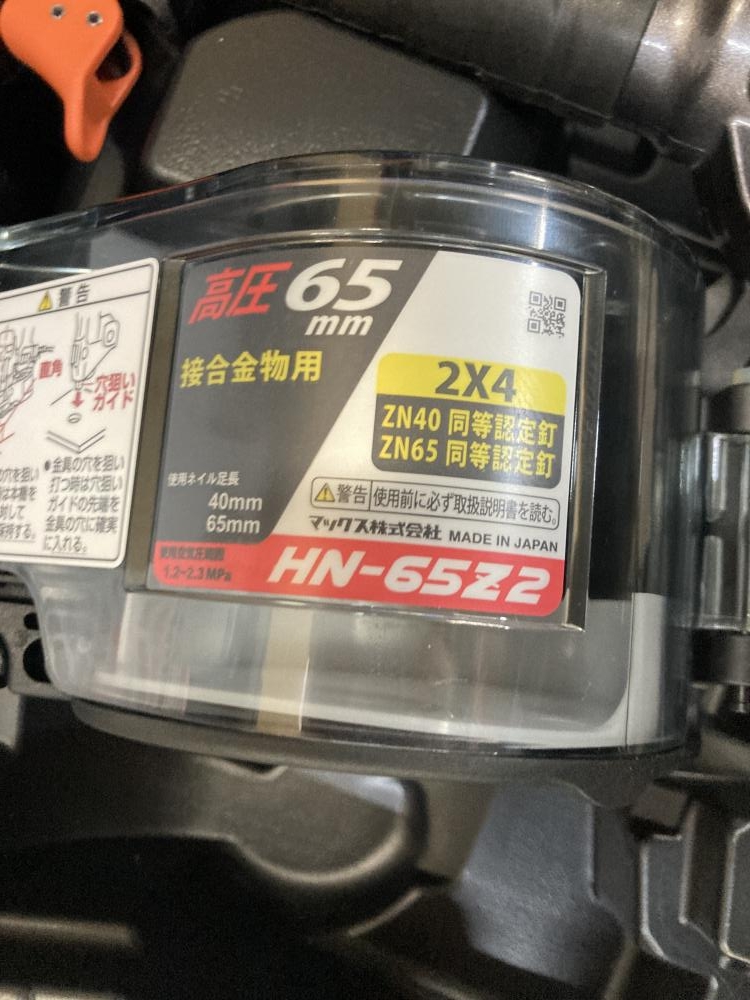 警告
直角
穴狙い
ガイド
の穴を狙い
●金具の穴を狙い
打つ時は穴狙い
ガイドの先端を
金具の穴に確実
に入れる。
は本機を
対して
保持する。
高圧65
mm
接合金物用
2X4
ZN40 同等認定釘
ZN65 同等認定釘
使用ネイル足長
40mm
65mm
警告 使用前に必ず取扱説明書を読む。
マックス株式会社 MADE IN JAPAN
使用空気圧範囲
1.2~2.3MPa
HN-65Z2